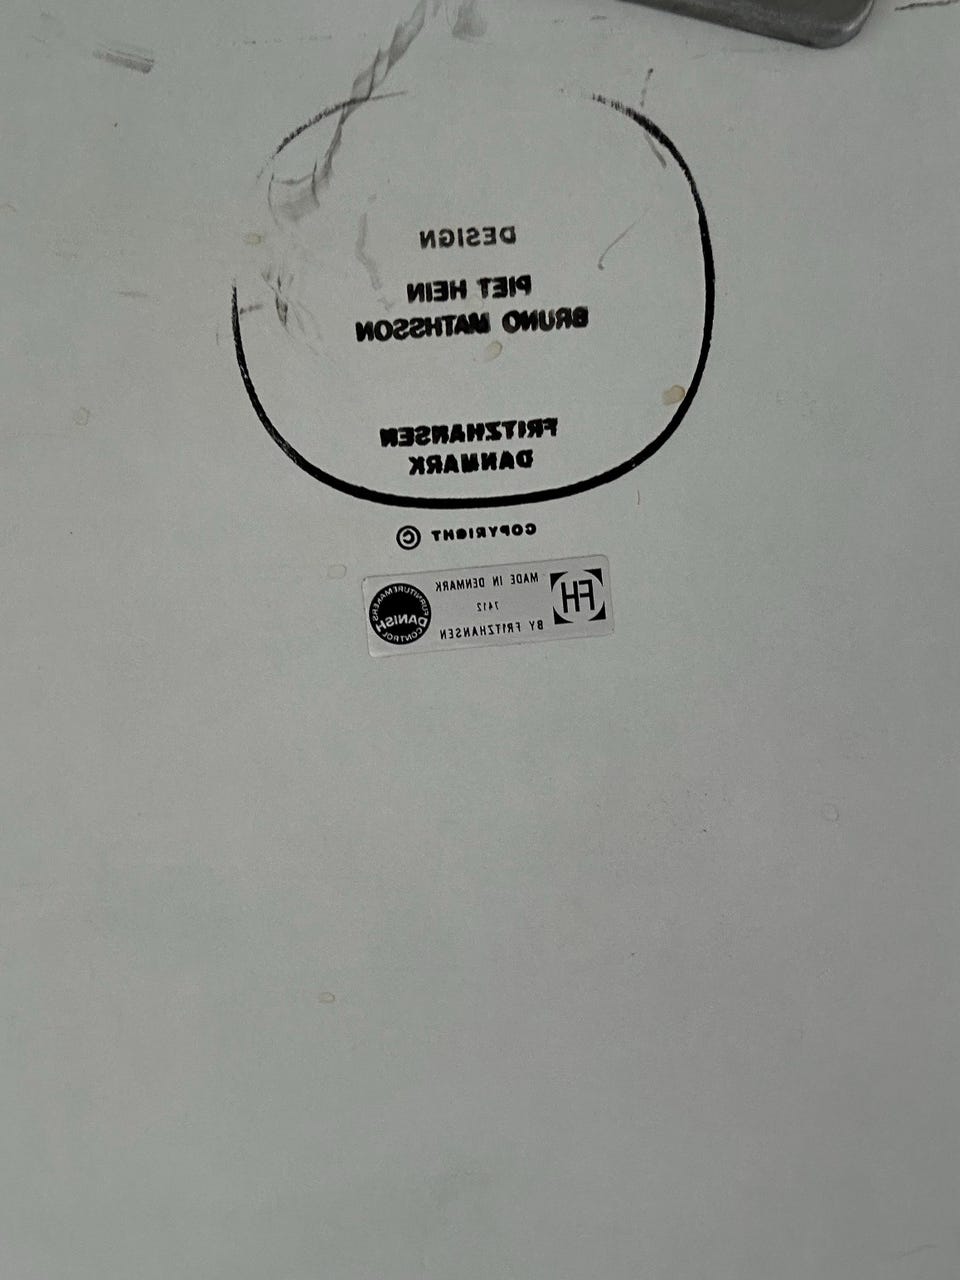 DESIGN
PIET HEIN
BRUNO MATHSSON
FRITZHANSEN
DANMARK
COPYRIGHT ©
FH
MADE IN DENMARK
7412
BY FRITZHANSEN
FURNITUREMAKERS
DANISH
CONTROL